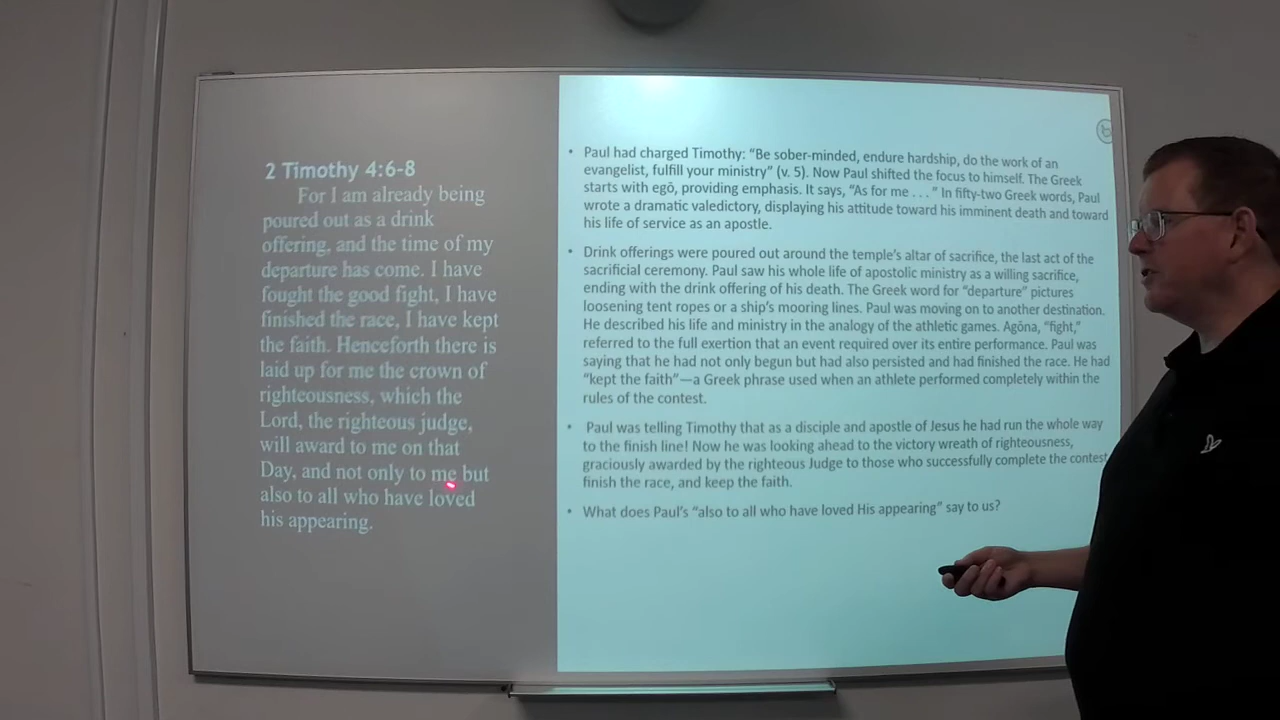 2 Timothy 4:6-8
For I am already being
poured out as a drink
offering, and the time of my
departure has come. I have
fought the good fight, I have
finished the race, I have kept
the faith. Henceforth there is
laid up for me the crown of
righteousness, which the
Lord, the righteous judge,
will award to me on that
Day, and not only to me but
also to all who have loved
his appearing.
• Paul had charged Timothy: “Be sober-minded, endure hardship, do the work of an
evangelist, fulfill your ministry” (v. 5). Now Paul shifted the focus to himself. The Greek
starts with egō, providing emphasis. It says, “As for me . . .” In fifty-two Greek words, Paul
wrote a dramatic valedictory, displaying his attitude toward his imminent death and toward
his life of service as an apostle.
• Drink offerings were poured out around the temple’s altar of sacrifice, the last act of the
sacrificial ceremony. Paul saw his whole life of apostolic ministry as a willing sacrifice,
ending with the drink offering of his death. The Greek word for “departure” pictures
loosening tent ropes or a ship’s mooring lines. Paul was moving on to another destination.
He described his life and ministry in the analogy of the athletic games. Agōna, “fight,”
referred to the full exertion that an event required over its entire performance. Paul was
saying that he had not only begun but had also persisted and had finished the race. He had
“kept the faith”—a Greek phrase used when an athlete performed completely within the
rules of the contest.
• Paul was telling Timothy that as a disciple and apostle of Jesus he had run the whole way
to the finish line! Now he was looking ahead to the victory wreath of righteousness,
graciously awarded by the righteous Judge to those who successfully complete the contest
finish the race, and keep the faith.
• What does Paul’s “also to all who have loved His appearing” say to us?